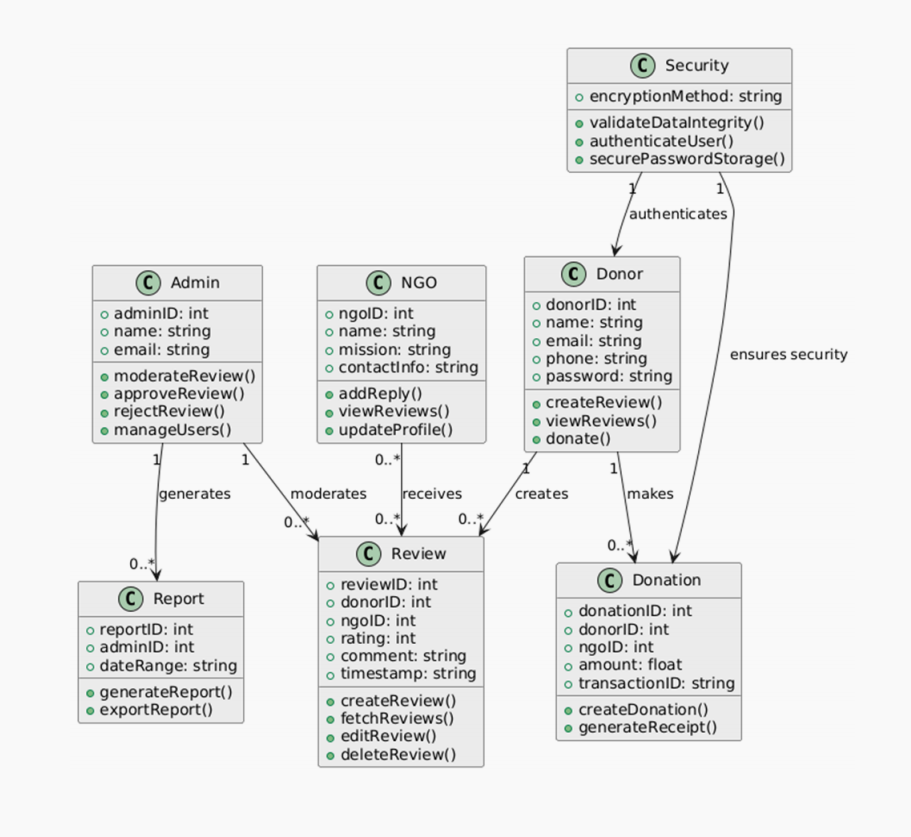 C Security
encryptionMethod: string
validateDataIntegrity()
authenticateUser()
securePasswordStorage()
1
1
authenticates
ensures security
C Admin
adminID: int
name: string
email: string
moderateReview()
approveReview()
rejectReview()
manageUsers()
C NGO
ngoID: int
name: string
mission: string
contactInfo: string
addReply()
viewReviews()
updateProfile()
C Donor
donorID: int
name: string
email: string
phone: string
password: string
createReview()
viewReviews()
donate()
1
generates
0..*
1
moderates
0..*
0..*
receives
0..*
1
creates
0..*
1
makes
0..*
C Report
reportID: int
adminID: int
dateRange: string
generateReport()
exportReport()
C Review
reviewID: int
donorID: int
ngoID: int
rating: int
comment: string
timestamp: string
createReview()
fetchReviews()
editReview()
deleteReview()
C Donation
donationID: int
donorID: int
ngoID: int
amount: float
transactionID: string
createDonation()
generateReceipt()